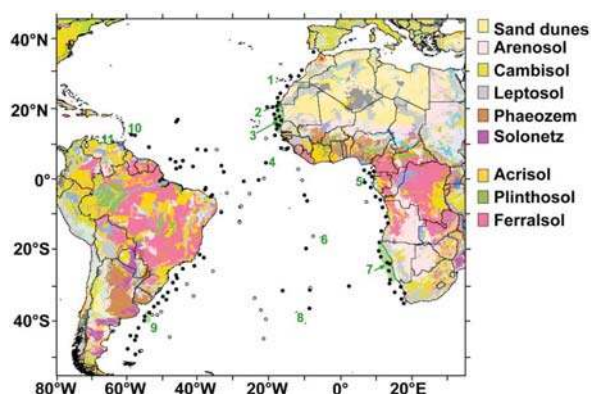 40°N
20°N
0°
20°S
40°S
80°W 60°W 40°W 20°W 0° 20°E
1
2
3
4
5
6
7
8
9
10
11
Sand dunes
Arenosol
Cambisol
Leptosol
Phaeozem
Solonetz
Acrisol
Plinthosol
Ferralsol